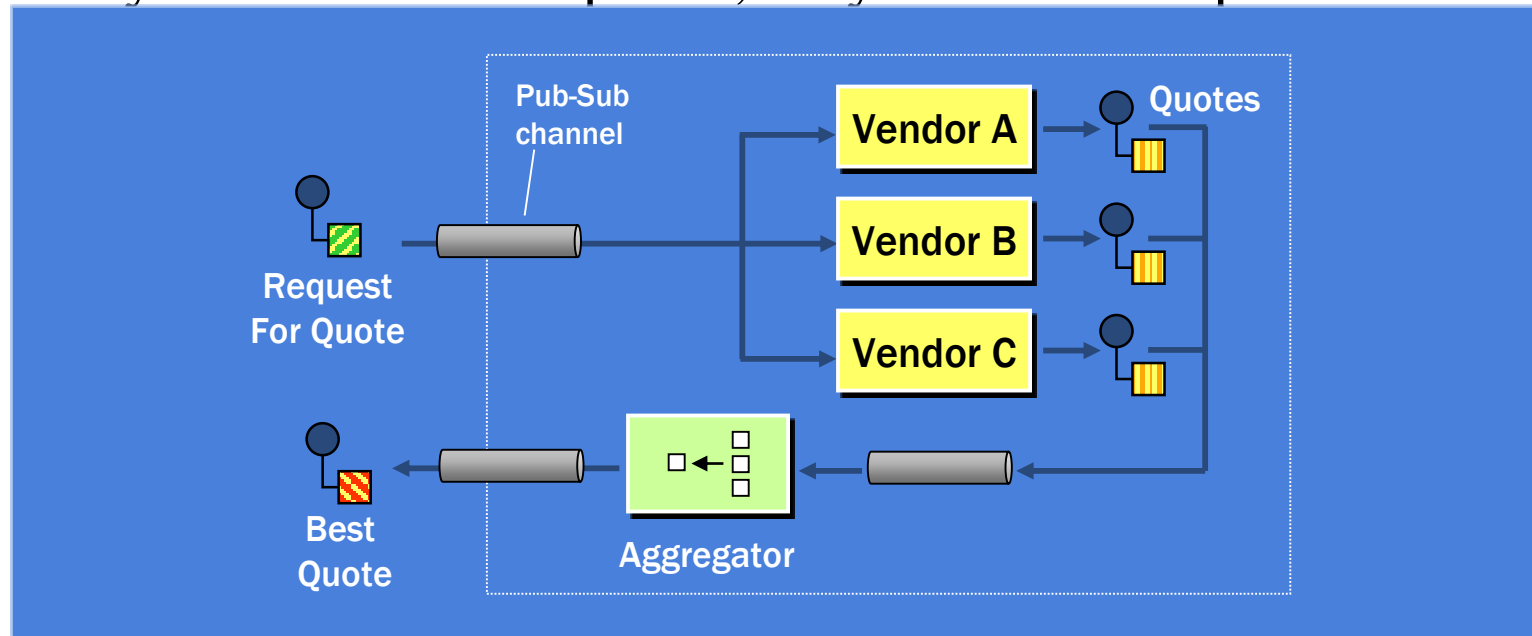 Pub-Sub
channel
Vendor A
Quotes
Request
For Quote
Vendor B
Vendor C
Best
Quote
Aggregator